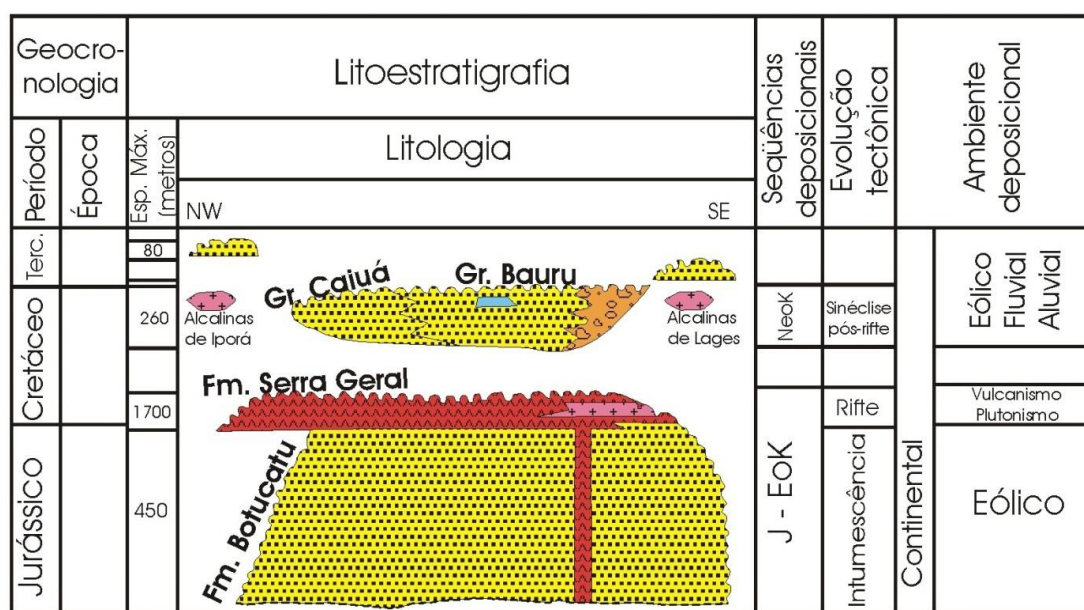 Geocro-
nologia
Litoestratigrafia
Seqüências
deposicionais
Evolução
tectônica
Ambiente
deposicional
Período
Época
Esp. Máx.
(metros)
Litologia
NW
SE
Terc.
80
Cretáceo
260
Gr. Caiuá
Gr. Bauru
Alcalinas
de Iporá
Alcalinas
de Lages
NeoK
Sinéclise
pós-rifte
Eólico
Fluvial
Aluvial
Fm. Serra Geral
1700
Rifte
Vulcanismo
Plutonismo
Jurássico
450
Fm. Botucatu
J - EoK
Intumescência
Continental
Eólico